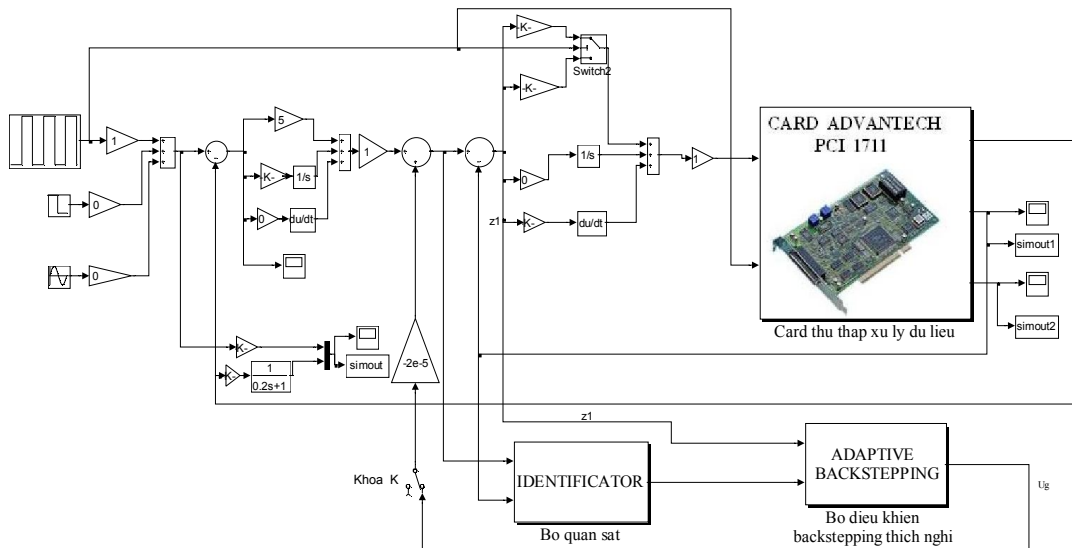 -K-
Switch2
-K-
1
5
1
-K-
1/s
0
du/dt
0
0
z1
0
1/s
K-
du/dt
1
CARD ADVANTECH
PCI 1711
Card thu thap xu ly du lieu
simout1
simout2
K-
K-
1
0.2s+1
simout
-2e-5
z1
Khoa K
IDENTIFICATOR
Bo quan sat
ADAPTIVE
BACKSTEPPING
Bo dieu khien
backstepping thich nghi
Ug